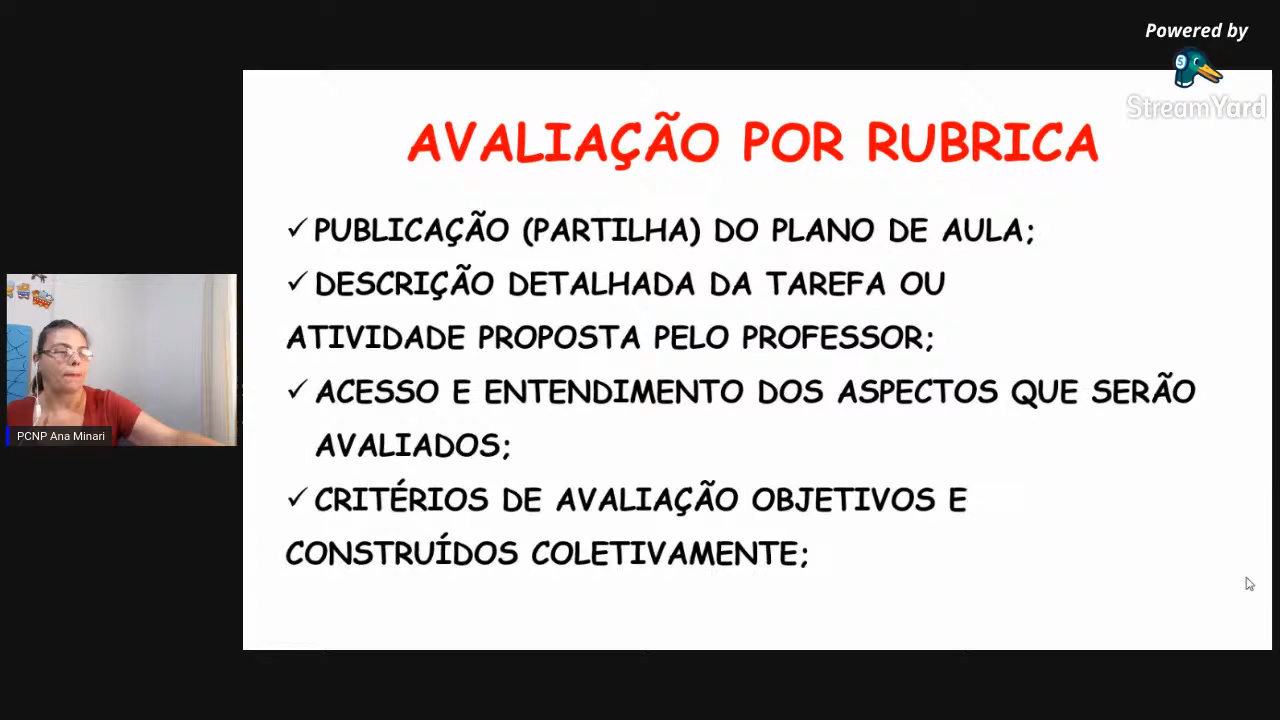 Powered by
StreamYard
AVALIAÇÃO POR RUBRICA
✓PUBLICAÇÃO (PARTILHA) DO PLANO DE AULA;
✓DESCRIÇÃO DETALHADA DA TAREFA OU
ATIVIDADE PROPOSTA PELO PROFESSOR;
✓ACESSO E ENTENDIMENTO DOS ASPECTOS QUE SERÃO
AVALIADOS;
✓CRITÉRIOS DE AVALIAÇÃO OBJETIVOS E
CONSTRUÍDOS COLETIVAMENTE;
PCNP Ana Minari